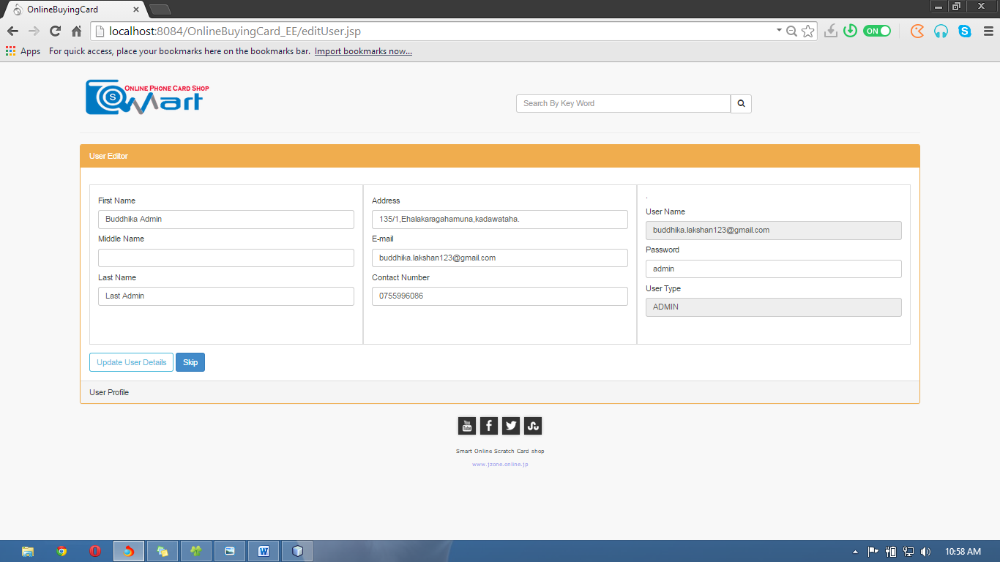 OnlineBuyingCard
localhost:8084/OnlineBuyingCard_EE/editUser.jsp
ON
Apps For quick access, place your bookmarks here on the bookmarks bar. Import bookmarks now...
ONLINE PHONE CARD SHOP
S mart
Search By Key Word
User Editor
First Name
Buddhika Admin
Middle Name
Last Name
Last Admin
Address
135/1,Ehalakaragahamuna,kadawataha.
E-mail
buddhika.lakshan123@gmail.com
Contact Number
0755996086
.
User Name
buddhika.lakshan123@gmail.com
Password
admin
User Type
ADMIN
Update User Details Skip
User Profile
You Tube
Smart Online Scratch Card shop
www.jzone.online.jp
10:58 AM